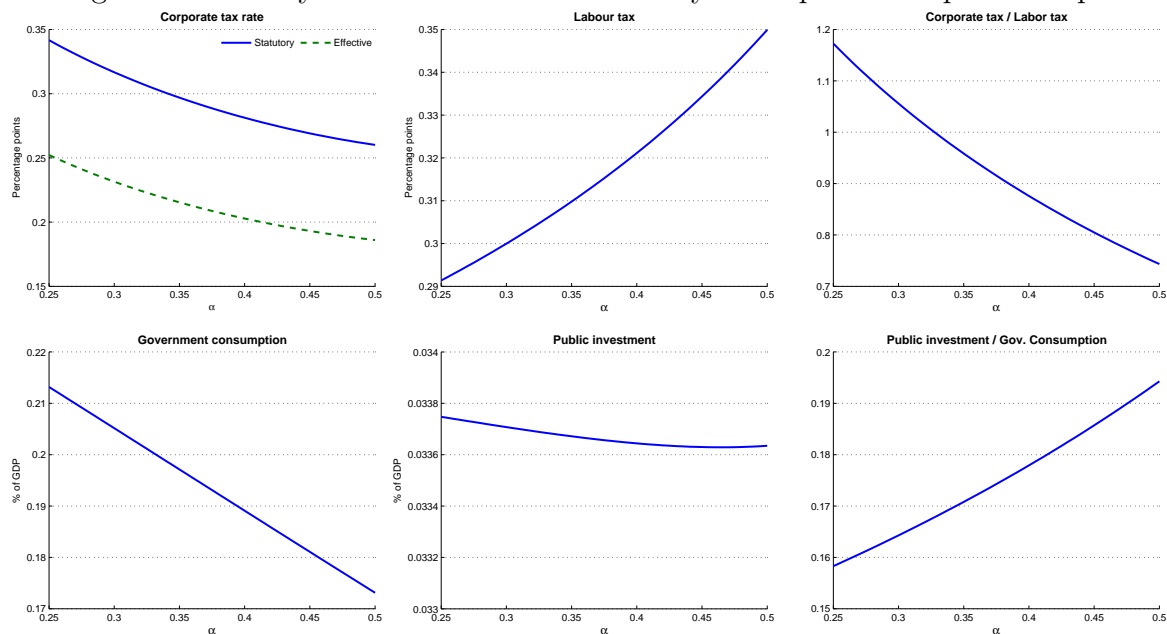 Corporate tax rate
Statutory Effective
Percentage points
0.35
0.3
0.25
0.2
0.15
0.25 0.3 0.35 0.4 0.45 0.5
α
Labour tax
Percentage points
0.35
0.34
0.33
0.32
0.31
0.3
0.29
0.25 0.3 0.35 0.4 0.45 0.5
α
Corporate tax / Labor tax
1.2
1.1
1
0.9
0.8
0.7
0.25 0.3 0.35 0.4 0.45 0.5
α
Government consumption
% of GDP
0.22
0.21
0.2
0.19
0.18
0.17
0.25 0.3 0.35 0.4 0.45 0.5
α
Public investment
% of GDP
0.034
0.0338
0.0336
0.0334
0.0332
0.033
0.25 0.3 0.35 0.4 0.45 0.5
α
Public investment / Gov. Consumption
0.2
0.19
0.18
0.17
0.16
0.15
0.25 0.3 0.35 0.4 0.45 0.5
α